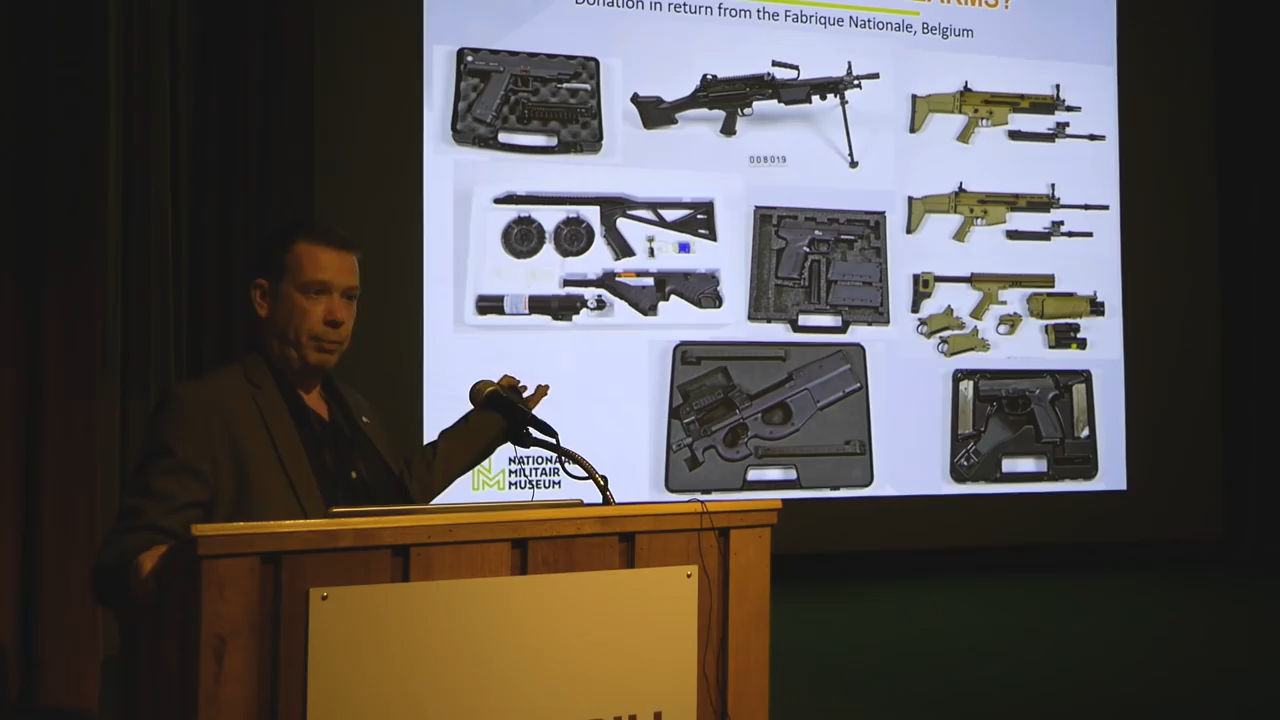 Donation in return from the Fabrique Nationale, Belgium
008019
NATIONAAL
MILITAIR
MUSEUM